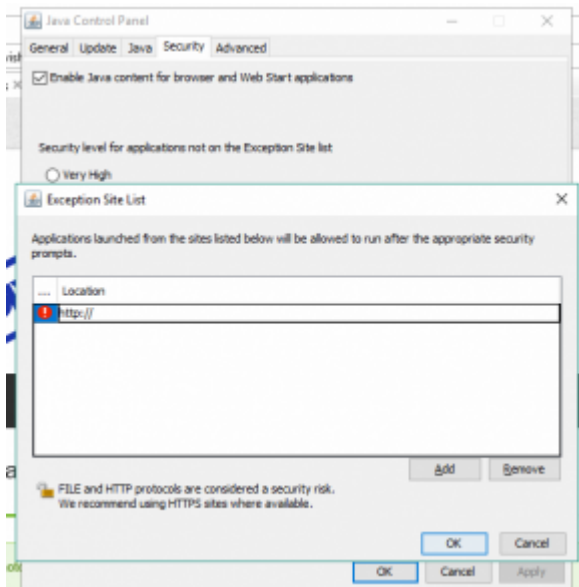 Java Control Panel
General Update Java Security Advanced
Enable Java content for browser and Web Start applications
Security level for applications not on the Exception Site list
Very High
Exception Site List
Applications launched from the sites listed below will be allowed to run after the appropriate security
prompts.
.... Location
http://
Add Remove
FILE and HTTP protocols are considered a security risk.
We recommend using HTTPS sites where available.
OK Cancel
OK Cancel Apply